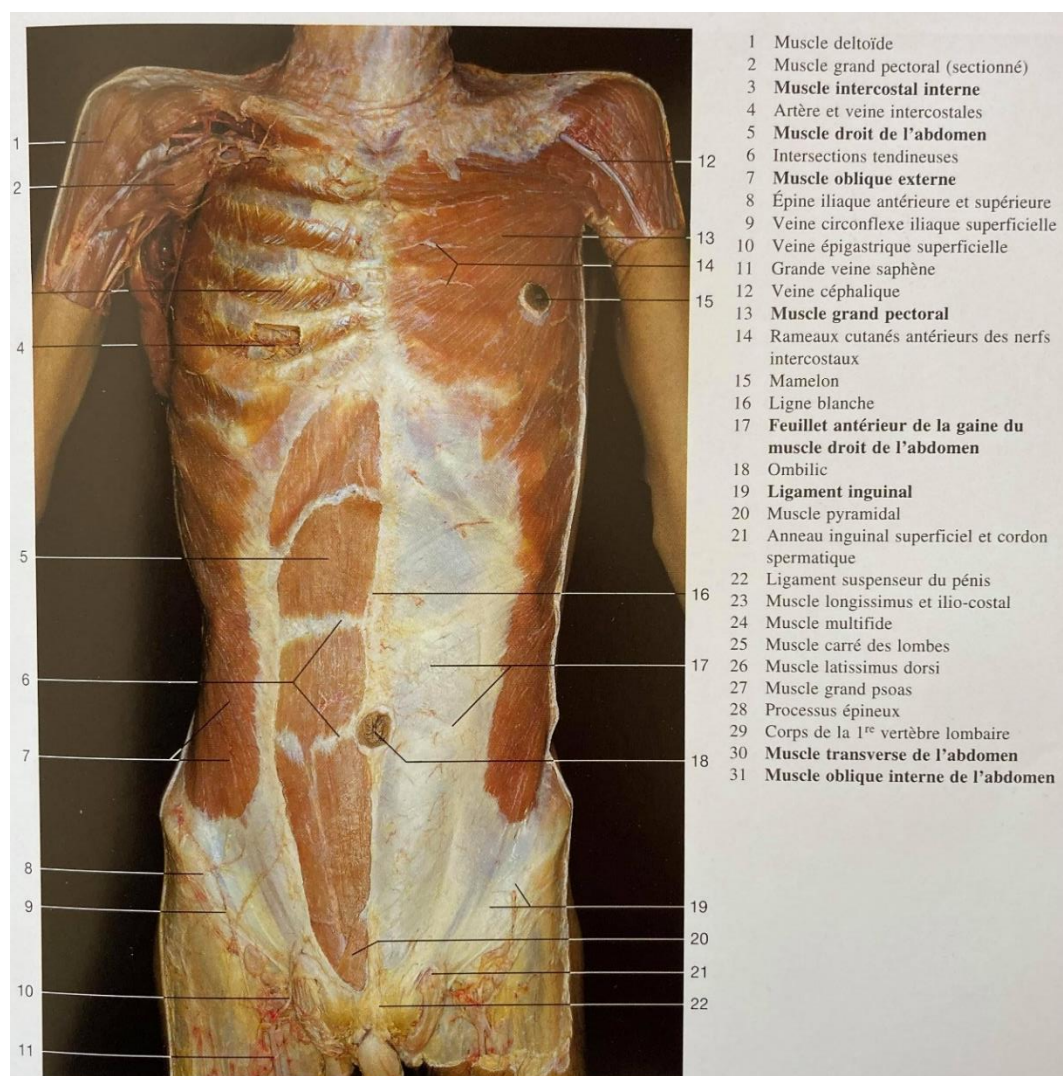 1 Muscle deltoïde
2 Muscle grand pectoral (sectionné)
3 Muscle intercostal interne
4 Artère et veine intercostales
5 Muscle droit de l'abdomen
6 Intersections tendineuses
7 Muscle oblique externe
8 Épine iliaque antérieure et supérieure
9 Veine circonflexe iliaque superficielle
10 Veine épigastrique superficielle
11 Grande veine saphène
12 Veine céphalique
13 Muscle grand pectoral
14 Rameaux cutanés antérieurs des nerfs
intercostaux
15 Mamelon
16 Ligne blanche
17 Feuillet antérieur de la gaine du
muscle droit de l'abdomen
18 Ombilic
19 Ligament inguinal
20 Muscle pyramidal
21 Anneau inguinal superficiel et cordon
spermatique
22 Ligament suspenseur du pénis
23 Muscle longissimus et ilio-costal
24 Muscle multifide
25 Muscle carré des lombes
26 Muscle latissimus dorsi
27 Muscle grand psoas
28 Processus épineux
29 Corps de la 1re vertèbre lombaire
30 Muscle transverse de l'abdomen
31 Muscle oblique interne de l'abdomen
1
2
4
5
6
7
8
9
10
11
12
13
14
15
16
17
18
19
20
21
22